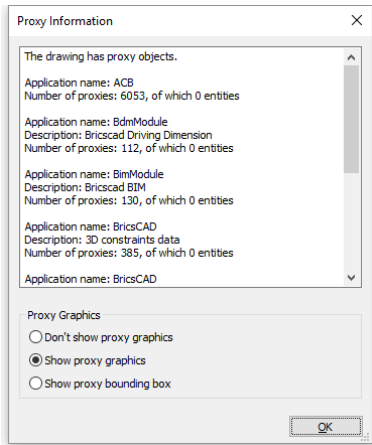 Proxy Information
The drawing has proxy objects.
Application name: ACB
Number of proxies: 6053, of which 0 entities
Application name: BdmModule
Description: Bricscad Driving Dimension
Number of proxies: 112, of which 0 entities
Application name: BimModule
Description: Bricscad BIM
Number of proxies: 130, of which 0 entities
Application name: BricsCAD
Description: 3D constraints data
Number of proxies: 385, of which 0 entities
Application name: BricsCAD
Proxy Graphics
Don't show proxy graphics
Show proxy graphics
Show proxy bounding box
OK